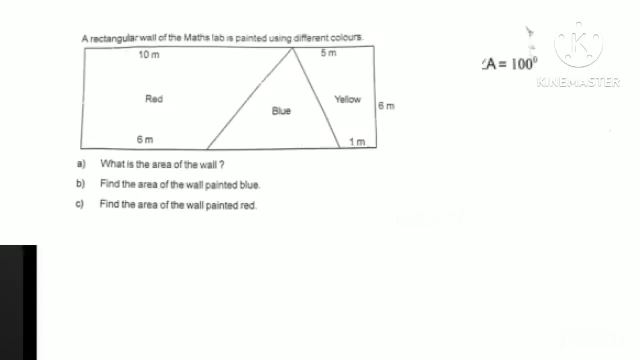 A rectangular wall of the Maths lab is painted using different colours.
10 m
5 m
∠A = 100⁰
KINEMASTER
Red
Blue
Yellow
6 m
6 m
1 m
a) What is the area of the wall ?
b) Find the area of the wall painted blue.
c) Find the area of the wall painted red.